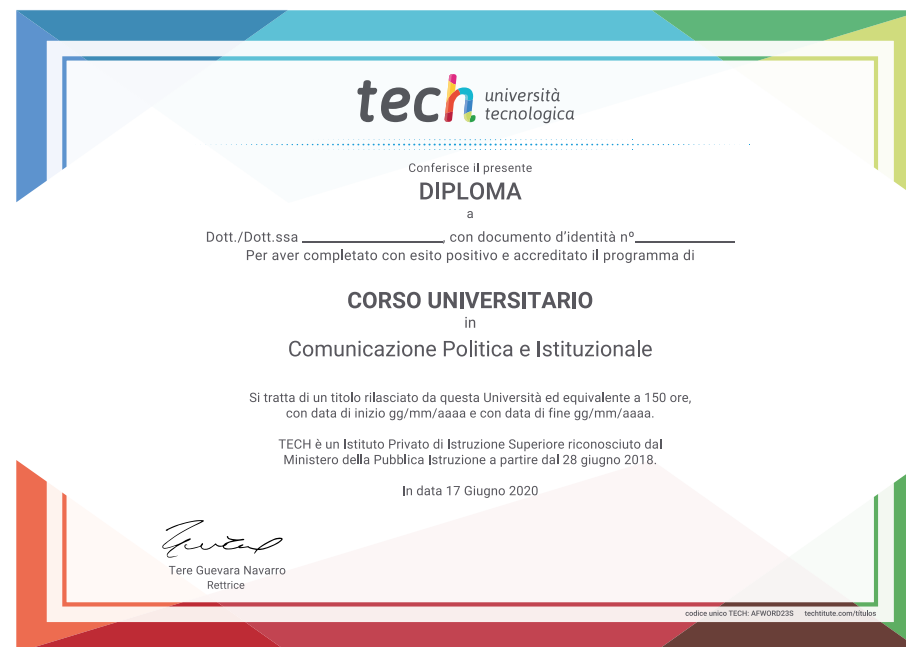 tech università
tecnologica
Conferisce il presente
DIPLOMA
a
Dott./Dott.ssa ____________________, con documento d'identità nº______________
Per aver completato con esito positivo e accreditato il programma di
CORSO UNIVERSITARIO
in
Comunicazione Politica e Istituzionale
Si tratta di un titolo rilasciato da questa Università ed equivalente a 150 ore,
con data di inizio gg/mm/aaaa e con data di fine gg/mm/aaaa.
TECH è un Istituto Privato di Istruzione Superiore riconosciuto dal
Ministero della Pubblica Istruzione a partire dal 28 giugno 2018.
In data 17 Giugno 2020
Tere Guevara Navarro
Rettrice
codice unico TECH: AFWORD23S techtitute.com/titulos